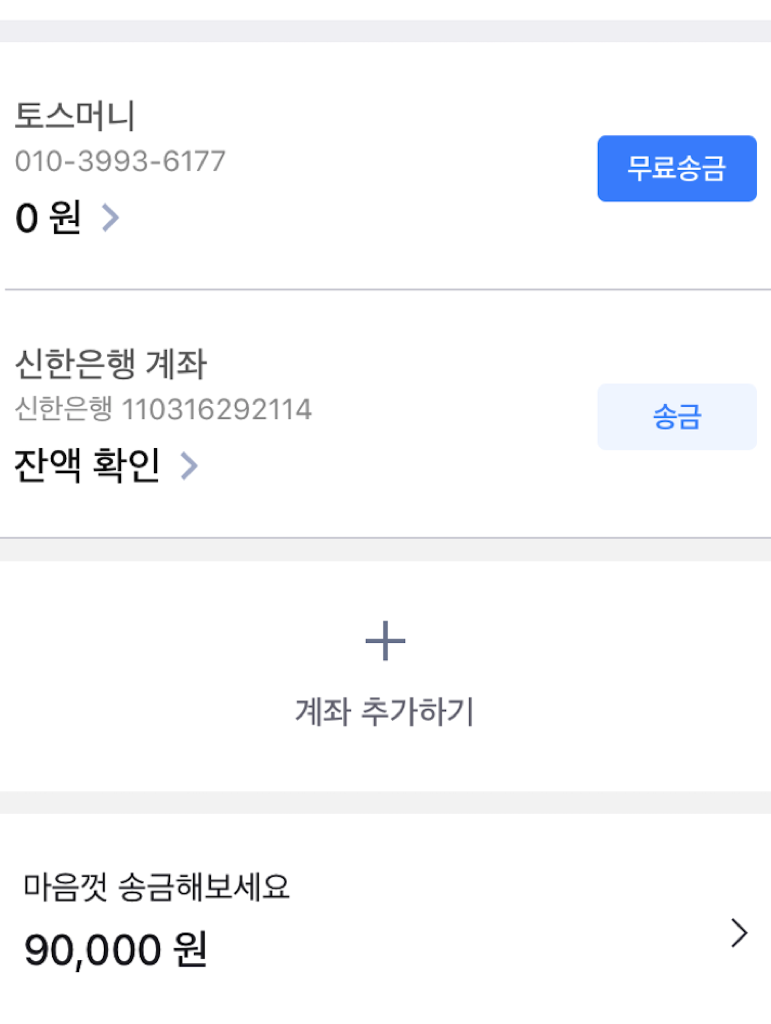 토스머니
010-3993-6177
0 원
무료송금
신한은행 계좌
신한은행 110316292114
잔액 확인
송금
계좌 추가하기
마음껏 송금해보세요
90,000 원